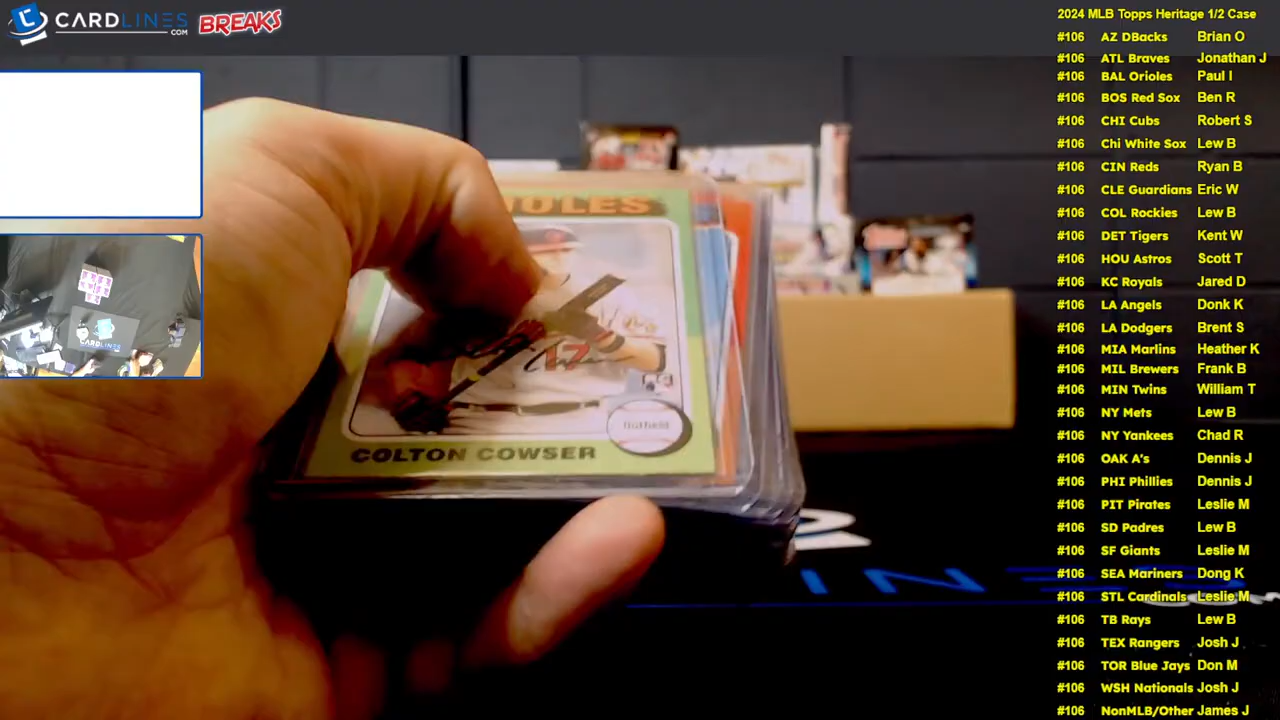 CARDLINES
.COM
BREAKS
2024 MLB Topps Heritage 1/2 Case
#106 AZ DBacks Brian O
#106 ATL Braves Jonathan J
#106 BAL Orioles Paul I
#106 BOS Red Sox Ben R
#106 CHI Cubs Robert S
#106 Chi White Sox Lew B
#106 CIN Reds Ryan B
#106 CLE Guardians Eric W
#106 COL Rockies Lew B
#106 DET Tigers Kent W
#106 HOU Astros Scott T
#106 KC Royals Jared D
#106 LA Angels Donk K
#106 LA Dodgers Brent S
#106 MIA Marlins Heather K
#106 MIL Brewers Frank B
#106 MIN Twins William T
#106 NY Mets Lew B
#106 NY Yankees Chad R
#106 OAK A's Dennis J
#106 PHI Phillies Dennis J
#106 PIT Pirates Leslie M
#106 SD Padres Lew B
#106 SF Giants Leslie M
#106 SEA Mariners Dong K
#106 STL Cardinals Leslie M
#106 TB Rays Lew B
#106 TEX Rangers Josh J
#106 TOR Blue Jays Don M
#106 WSH Nationals Josh J
#106 NonMLB/Other James J
17
Outfield
COLTON COWSER
CARDLINES